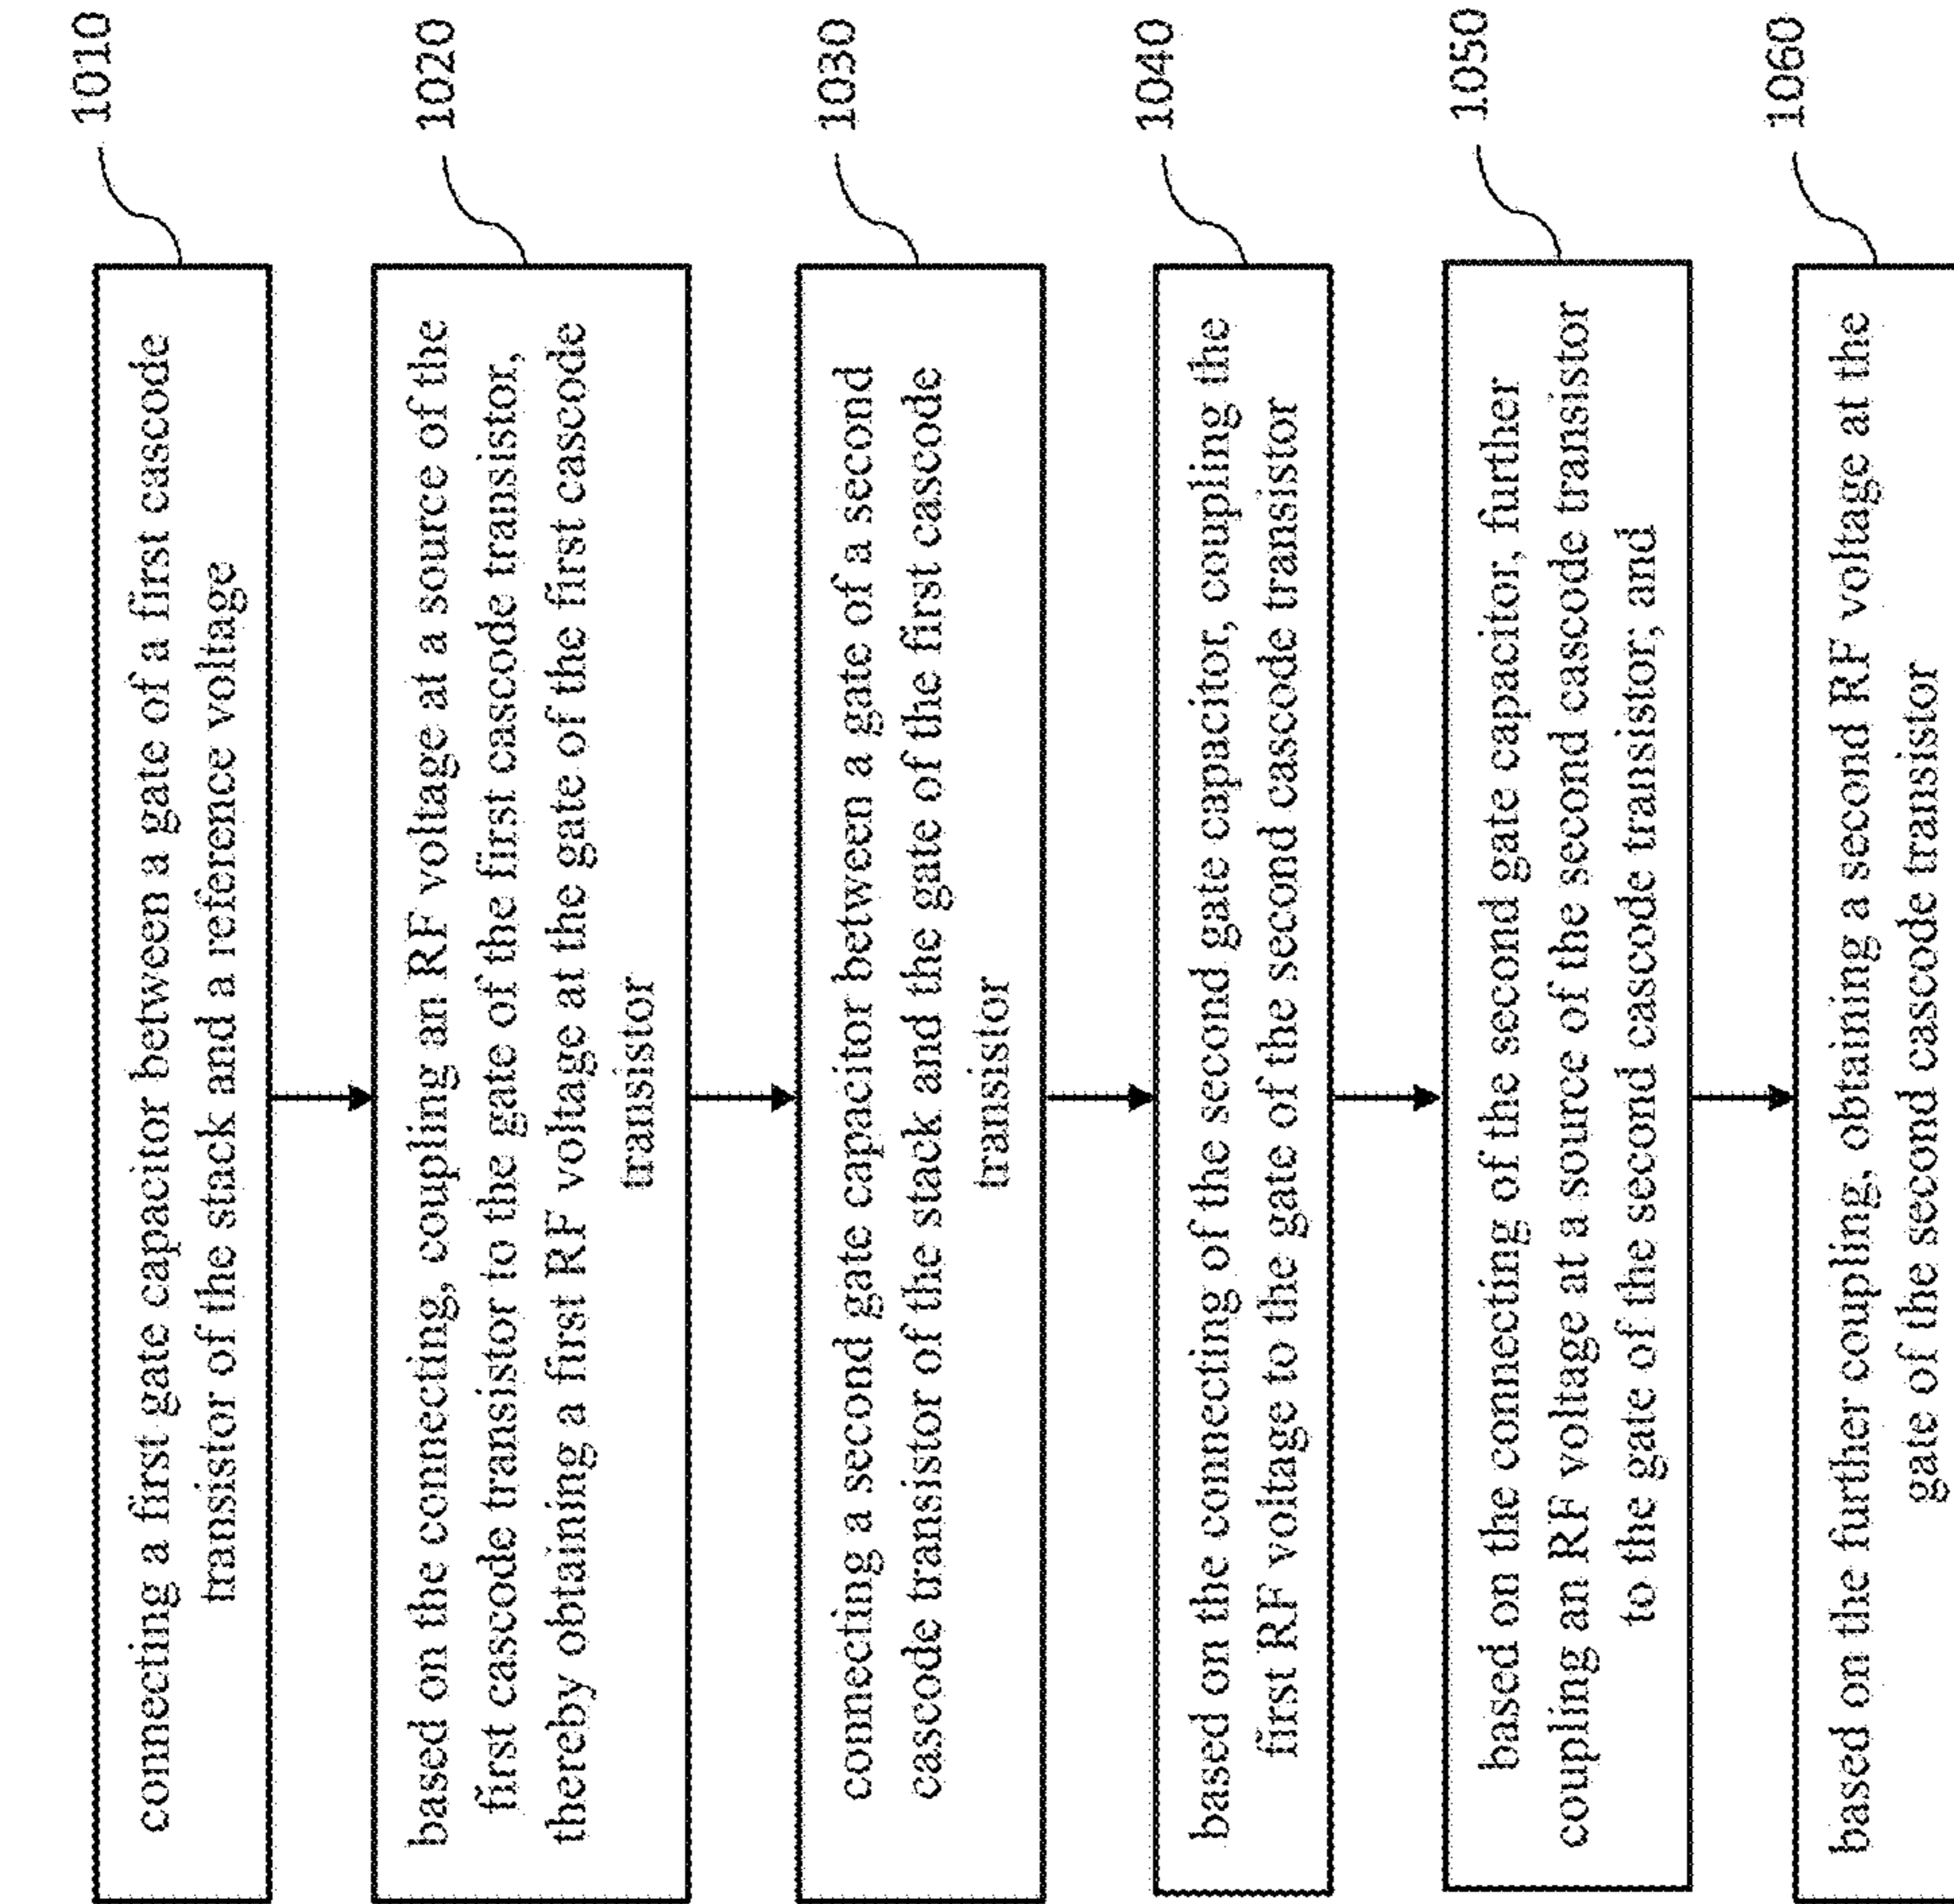 connecting a first gate capacitor between a gate of a first cascode
transistor of the stack and a reference voltage
1010
based on the connecting, coupling an RF voltage at a source of the
first cascode transistor to the gate of the first cascode transistor,
thereby obtaining a first RF voltage at the gate of the first cascode
transistor
1020
connecting a second gate capacitor between a gate of a second
cascode transistor of the stack and the gate of the first cascode
transistor
1030
based on the connecting of the second gate capacitor, coupling the
first RF voltage to the gate of the second cascode transistor
1040
based on the connecting of the second gate capacitor, further
coupling an RF voltage at a source of the second cascode transistor
to the gate of the second cascode transistor; and
1050
based on the further coupling, obtaining a second RF voltage at the
gate of the second cascode transistor
1060